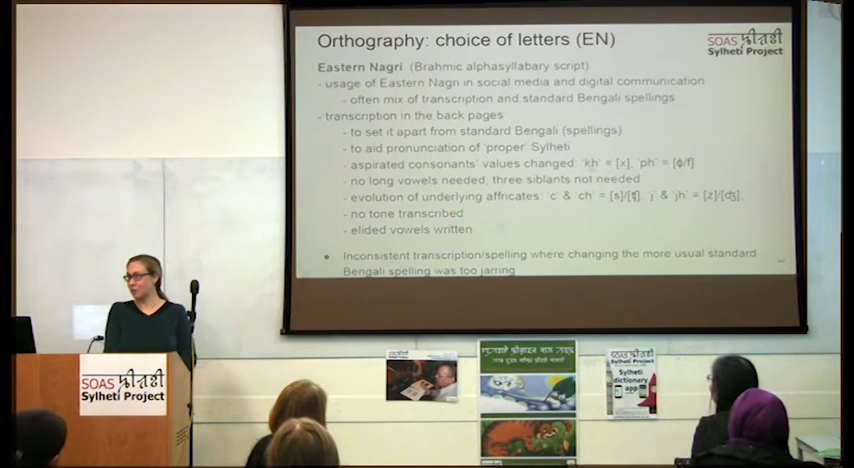 Orthography: choice of letters (EN)
SOAS
Sylheti Project
Eastern Nagri (Brahmic alphasyllabary script)
- usage of Eastern Nagri in social media and digital communication
- often mix of transcription and standard Bengali spellings
- transcription in the back pages
- to set it apart from standard Bengali (spellings)
- to aid pronunciation of 'proper' Sylheti
- aspirated consonants' values changed: 'kh' = [x], 'ph' = [ɸ/f]
- no long vowels needed, three siblants not needed
- evolution of underlying affricates: 'c' & 'ch' = [s]/[ʧ], 'j' & 'jh' = [z]/[ʤ],
- no tone transcribed
- elided vowels written
● Inconsistent transcription/spelling where changing the more usual standard
Bengali spelling was too jarring
SOAS
Sylheti Project
SOAS
Sylheti Project
Sylheti
dictionary
app
SOAS
Sylheti Project